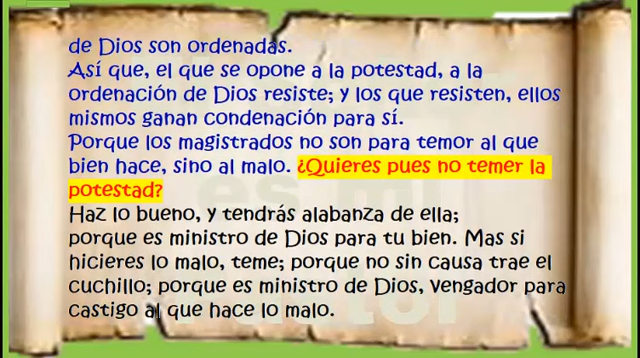 de Dios son ordenadas.
Así que, el que se opone a la potestad, a la
ordenación de Dios resiste; y los que resisten, ellos
mismos ganan condenación para sí.
Porque los magistrados no son para temor al que
bien hace, sino al malo. ¿Quieres pues no temer la
potestad?
Haz lo bueno, y tendrás alabanza de ella;
porque es ministro de Dios para tu bien. Mas si
hicieres lo malo, teme; porque no sin causa trae el
cuchillo; porque es ministro de Dios, vengador para
castigo al que hace lo malo.